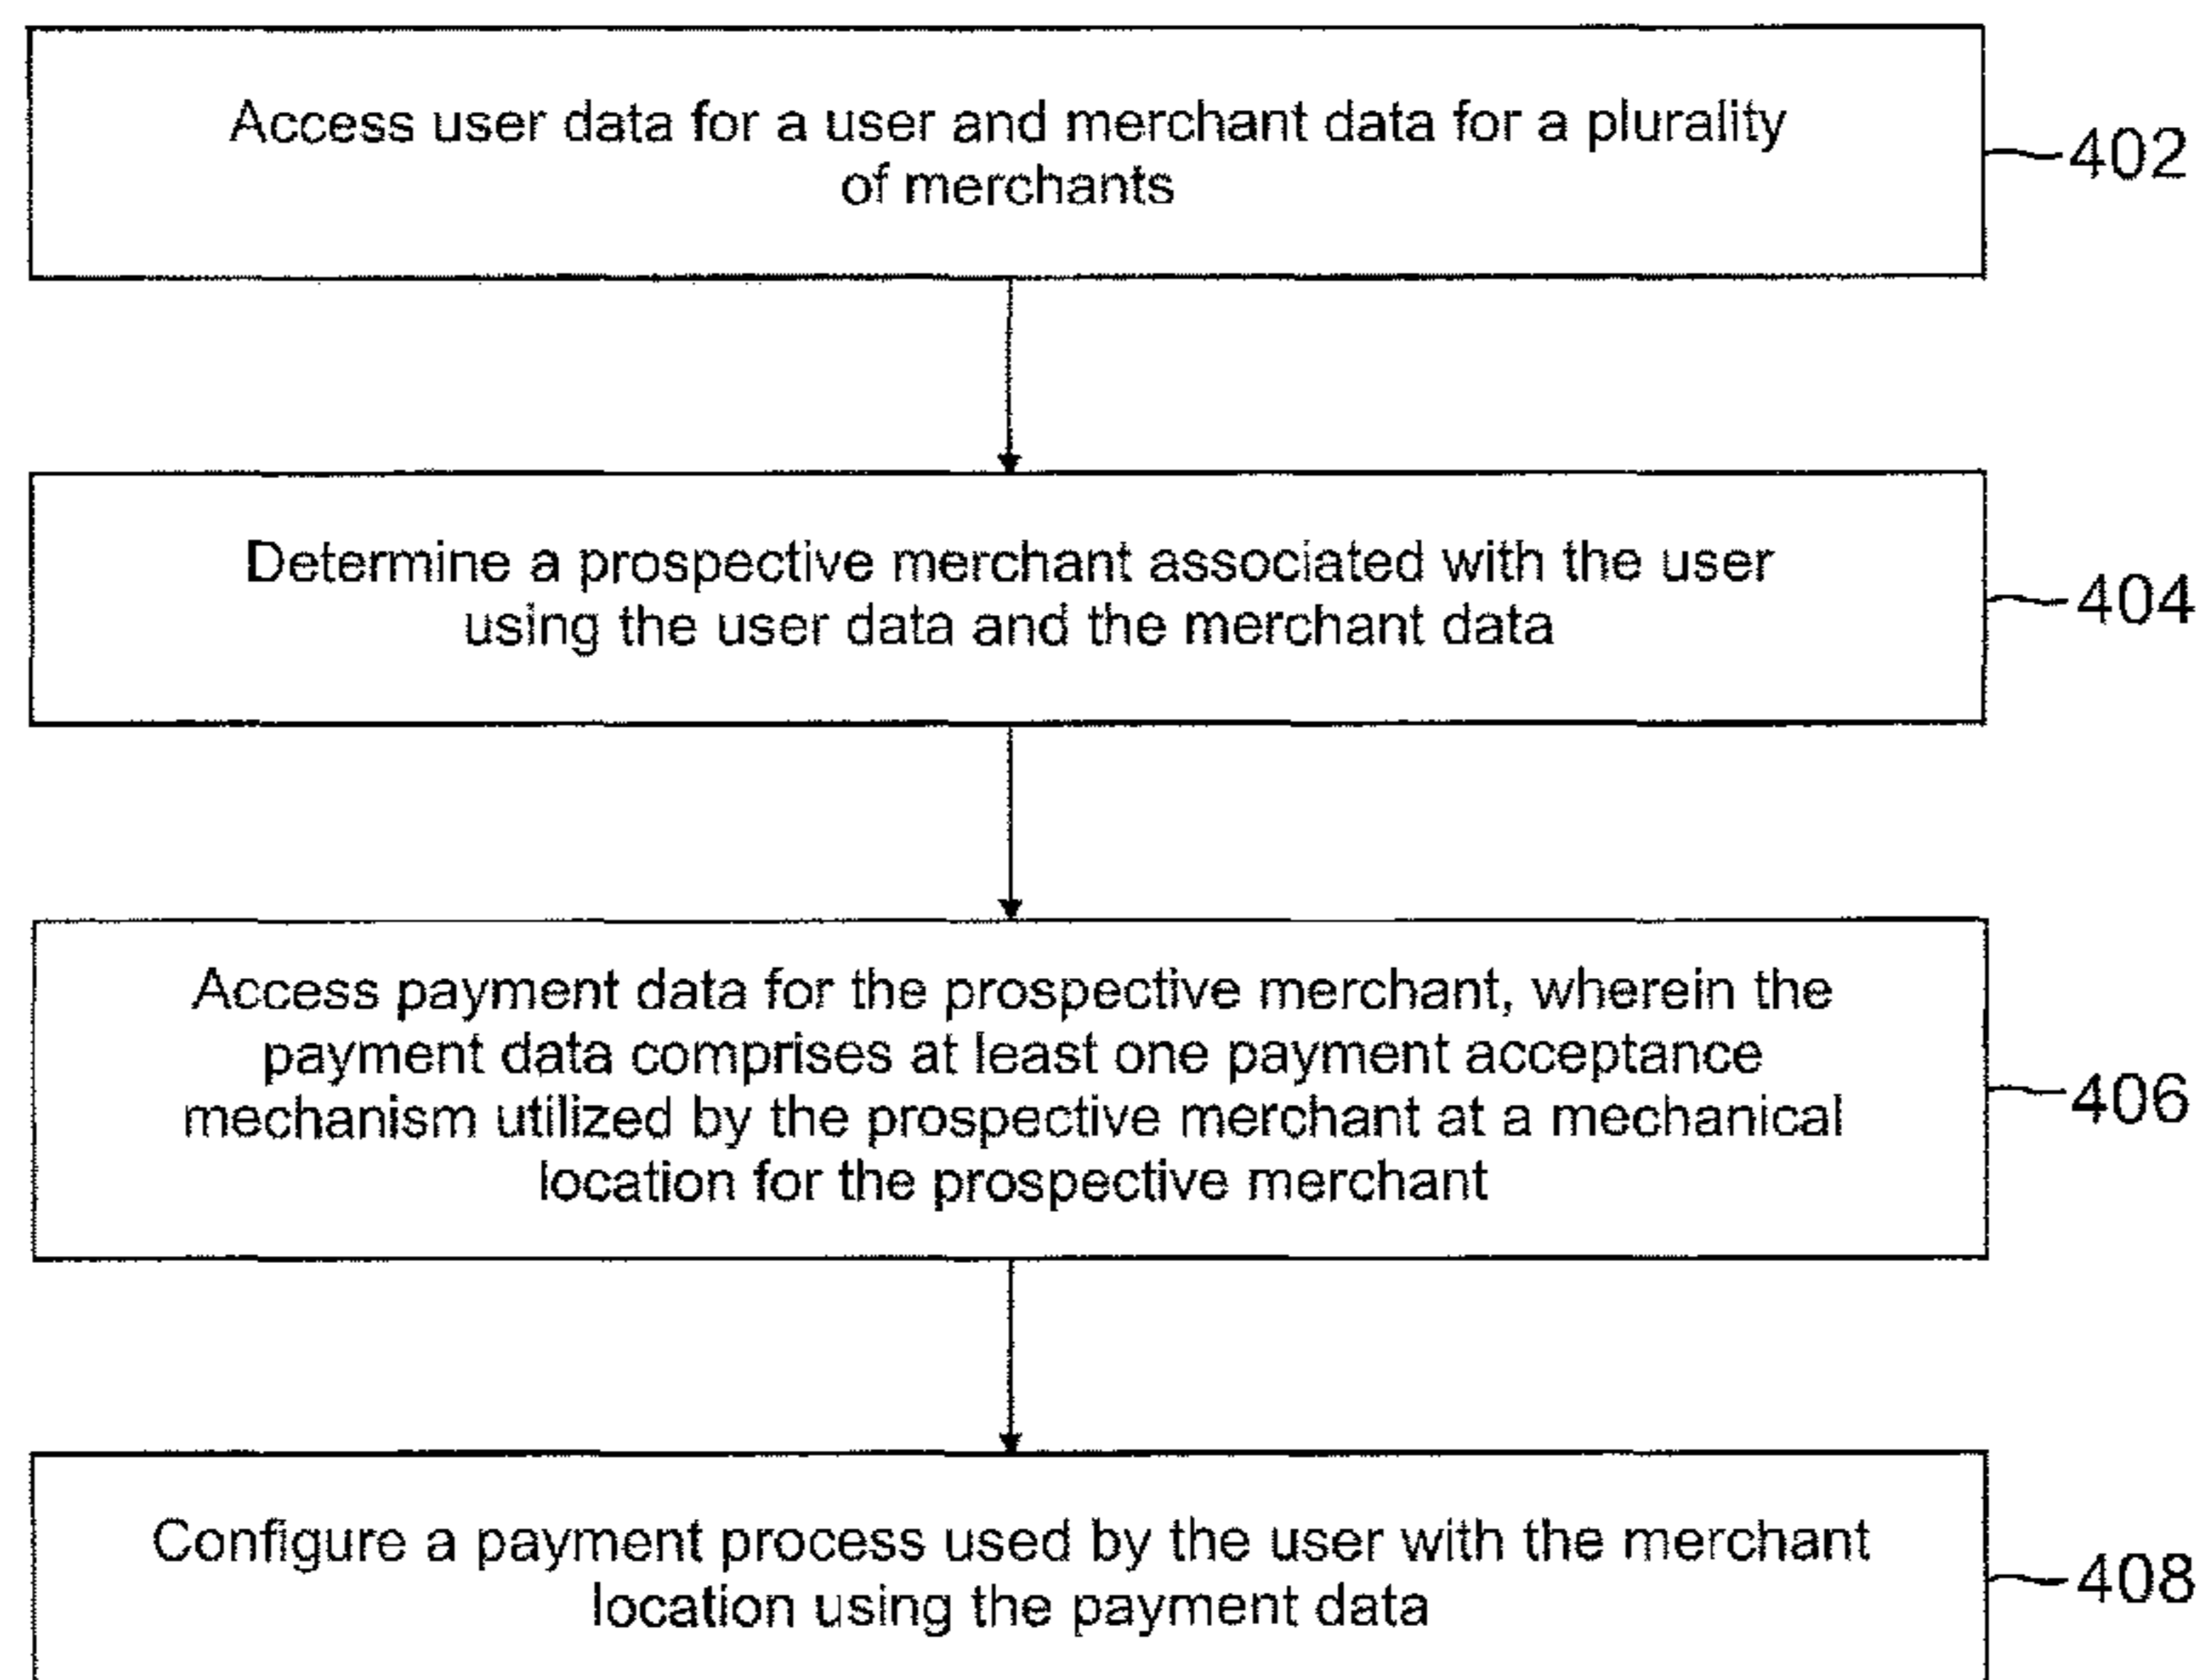 Access user data for a user and merchant data for a plurality
of merchants
402
Determine a prospective merchant associated with the user
using the user data and the merchant data
404
Access payment data for the prospective merchant, wherein the
payment data comprises at least one payment acceptance
mechanism utilized by the prospective merchant at a mechanical
location for the prospective merchant
406
Configure a payment process used by the user with the merchant
location using the payment data
408